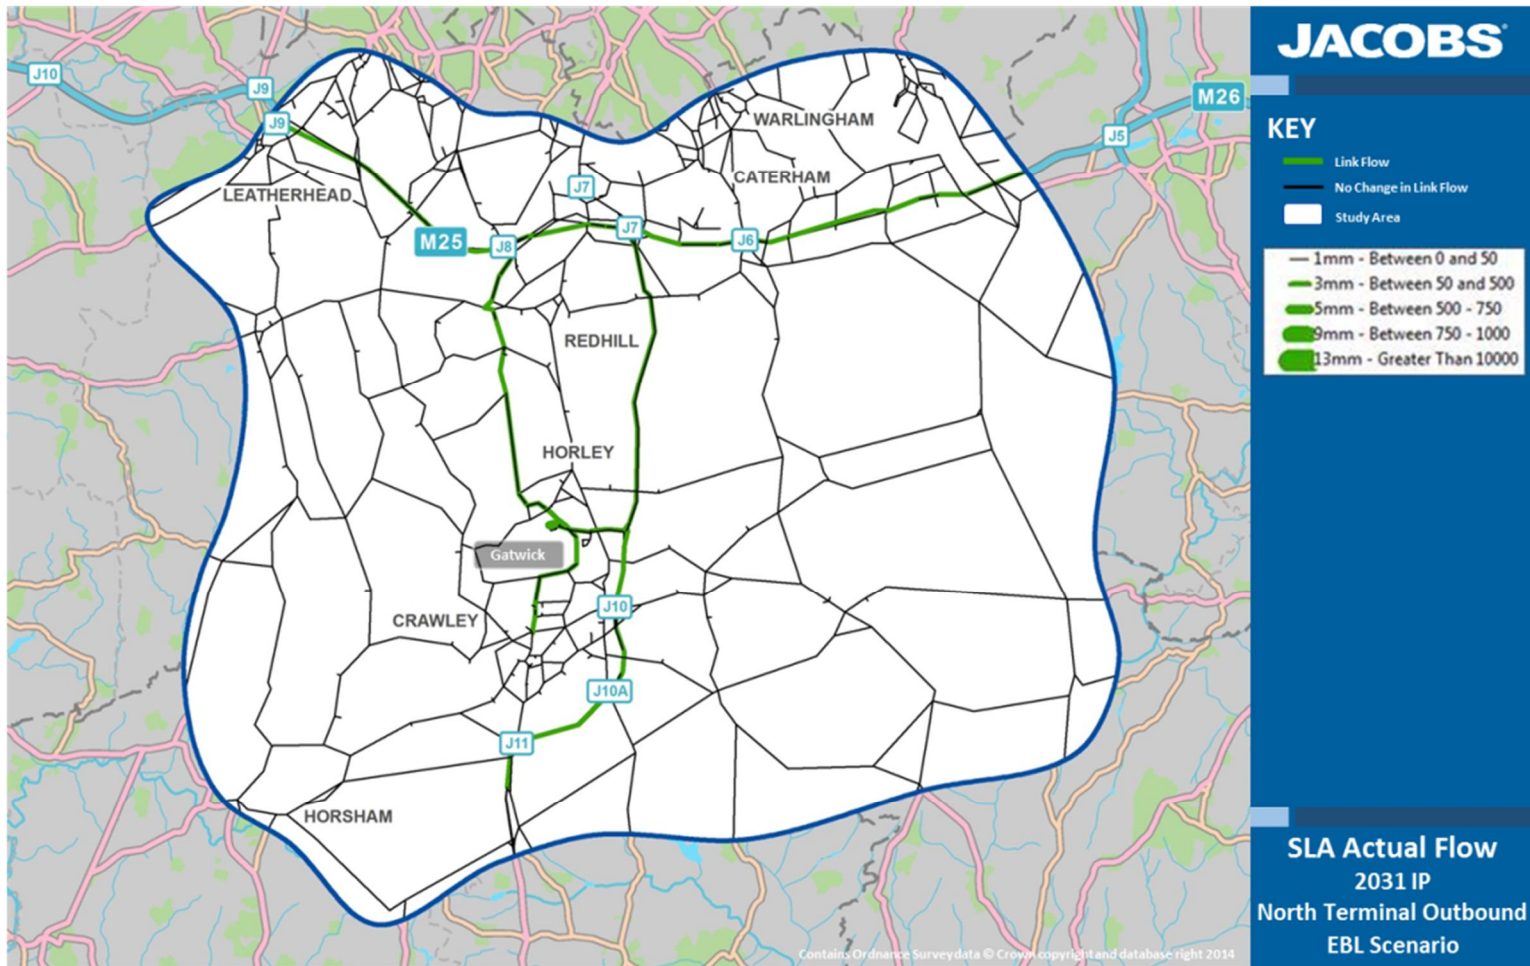 JACOBS
KEY
Link Flow
No Change in Link Flow
Study Area
1mm - Between 0 and 50
3mm - Between 50 and 500
5mm - Between 500 - 750
9mm - Between 750 - 1000
13mm - Greater Than 10000
SLA Actual Flow
2031 IP
North Terminal Outbound
EBL Scenario
J10
J9
J9
M26
J5
WARLINGHAM
CATERHAM
LEATHERHEAD
J7
J7
M25
J8
J6
REDHILL
HORLEY
Gatwick
J10
CRAWLEY
J10A
J11
HORSHAM
Contains Ordnance Survey data © Crown copyright and database right 2014